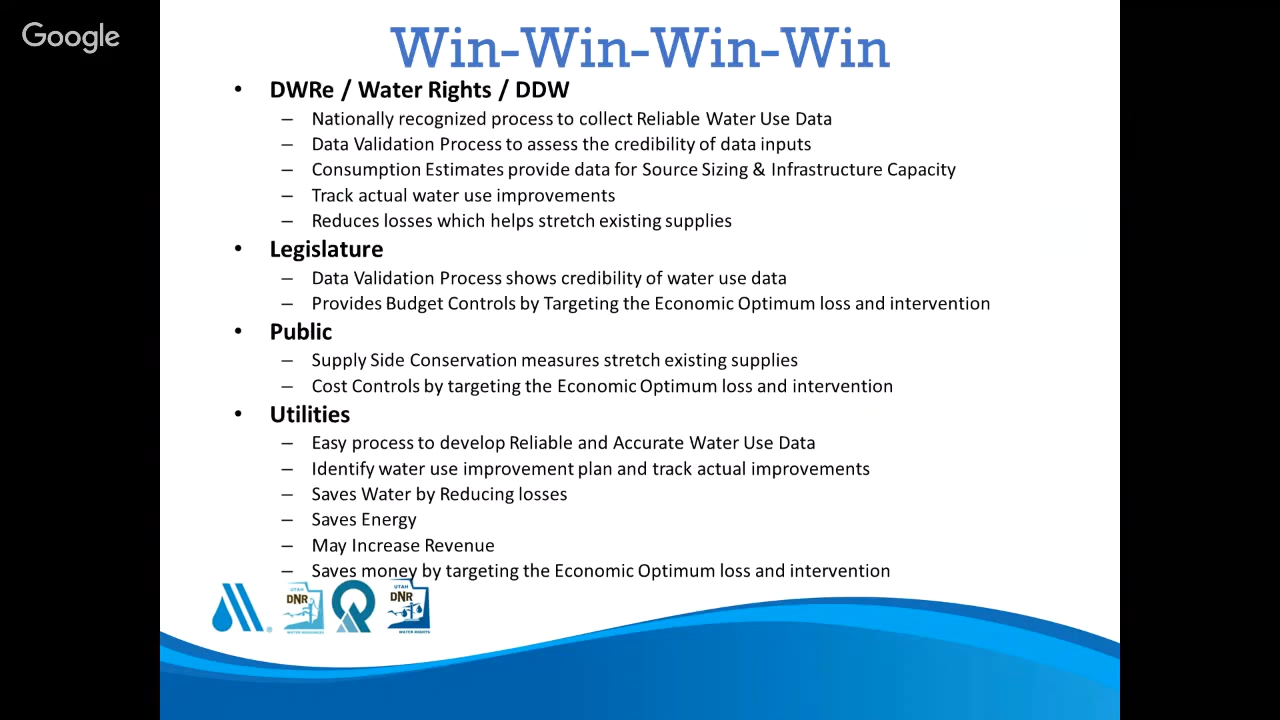 Google
Win-Win-Win-Win
• DWRe / Water Rights / DDW
– Nationally recognized process to collect Reliable Water Use Data
– Data Validation Process to assess the credibility of data inputs
– Consumption Estimates provide data for Source Sizing & Infrastructure Capacity
– Track actual water use improvements
– Reduces losses which helps stretch existing supplies
• Legislature
– Data Validation Process shows credibility of water use data
– Provides Budget Controls by Targeting the Economic Optimum loss and intervention
• Public
– Supply Side Conservation measures stretch existing supplies
– Cost Controls by targeting the Economic Optimum loss and intervention
• Utilities
– Easy process to develop Reliable and Accurate Water Use Data
– Identify water use improvement plan and track actual improvements
– Saves Water by Reducing losses
– Saves Energy
– May Increase Revenue
– Saves money by targeting the Economic Optimum loss and intervention
UTAH
DNR
WATER RESOURCES
UTAH
DNR
WATER RIGHTS